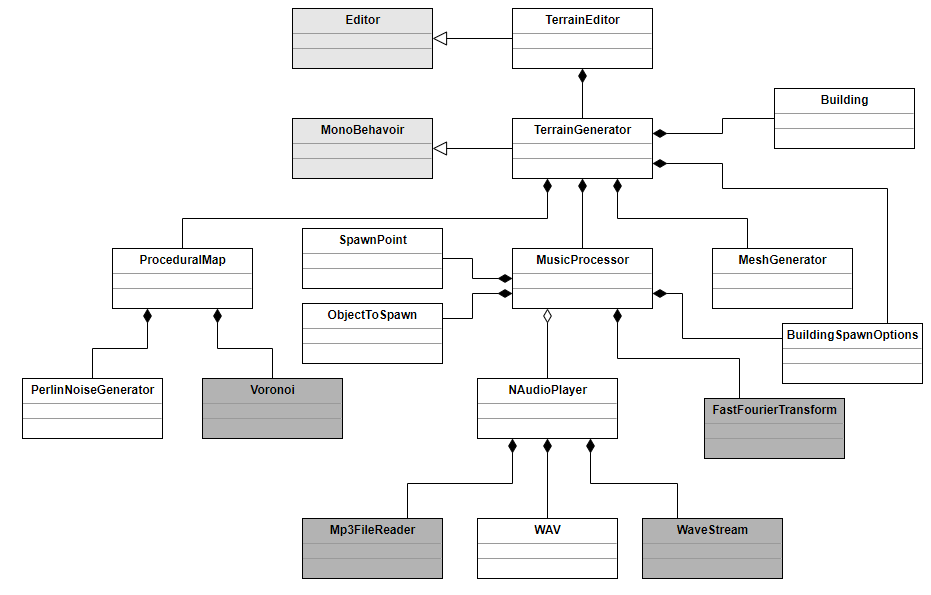 Editor
TerrainEditor
Building
MonoBehavoir
TerrainGenerator
SpawnPoint
ProceduralMap
MusicProcessor
MeshGenerator
ObjectToSpawn
BuildingSpawnOptions
PerlinNoiseGenerator
Voronoi
NAudioPlayer
FastFourierTransform
Mp3FileReader
WAV
WaveStream